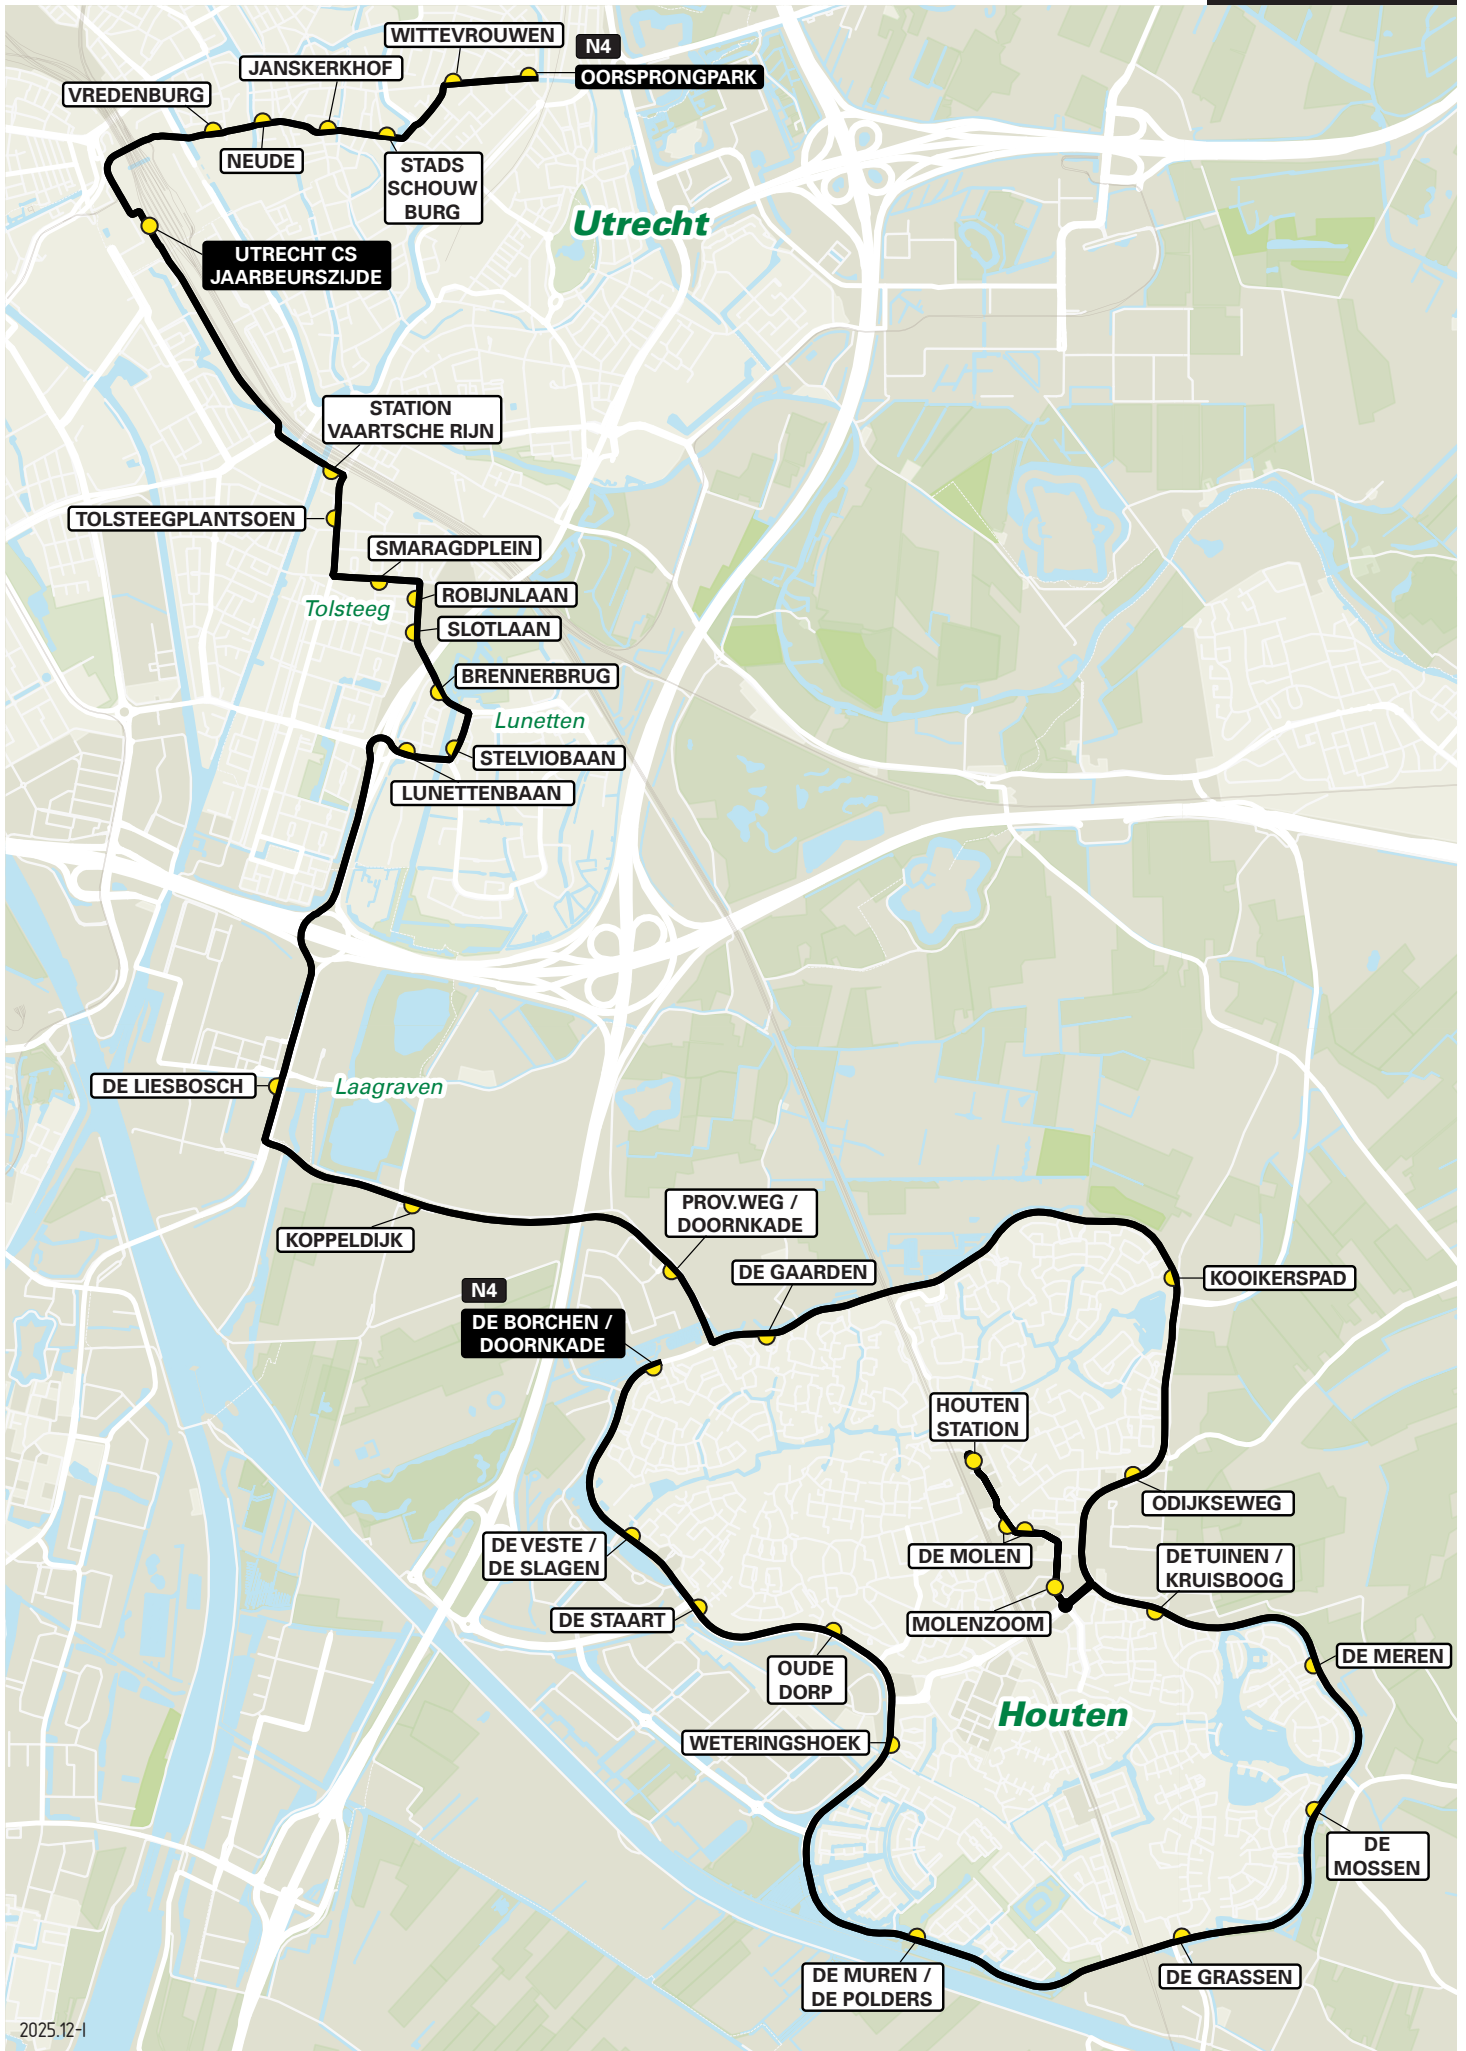 WITTEVROUWEN
N4
OORSPRONGPARK
JANSKERKHOF
VREDENBURG
NEUDE
STADS
SCHOUW
BURG
Utrecht
UTRECHT CS
JAARBEURSZIJDE
STATION
VAARTSCHE RIJN
TOLSTEEGPLANTSOEN
SMARAGDPLEIN
Tolsteeg
ROBIJNLAAN
SLOTLAAN
BRENNERBRUG
Lunetten
STELVIOBAAN
LUNETTENBAAN
DE LIESBOSCH
Laagraven
KOPPELDIJK
PROV.WEG /
DOORNKADE
DE GAARDEN
KOOIKERSPAD
N4
DE BORCHEN /
DOORNKADE
HOUTEN
STATION
ODIJKSEWEG
DE VESTE /
DE SLAGEN
DE MOLEN
DE TUINEN /
KRUISBOOG
DE STAART
MOLENZOOM
OUDE
DORP
DE MEREN
Houten
WETERINGSHOEK
DE
MOSSEN
DE MUREN /
DE POLDERS
DE GRASSEN
2025.12-I